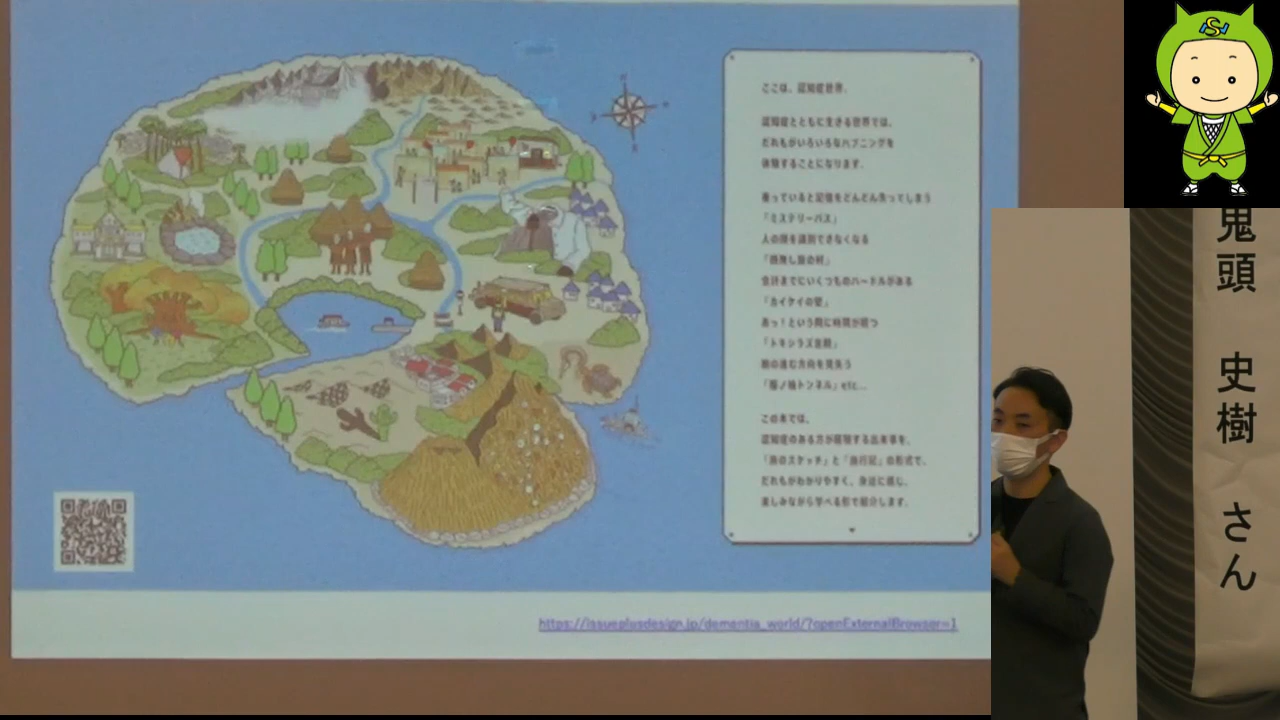 ここは、認知症世界。
認知症とともに生きる世界では、
だれもがいろいろなハプニングを
体験することになります。
乗っていると記憶をどんどん失ってしまう
「ミステリーバス」
人の顔を識別できなくなる
「顔無し族の村」
会計までにいくつものハードルがある
「カイケイの壁」
あっ！という間に時間が経つ
「トキシラズ宮殿」
服の進む方向を見失う
「服ノ袖トンネル」etc...
この本では、
認知症のある方が経験する出来事を、
「旅のスケッチ」と「旅行記」の形式で、
だれもがわかりやすく、身近に感じ、
楽しみながら学べる形で紹介します。
https://issueplusdesign.jp/dementia_world/?openExternalBrowser=1
S
鬼頭 史樹 さん